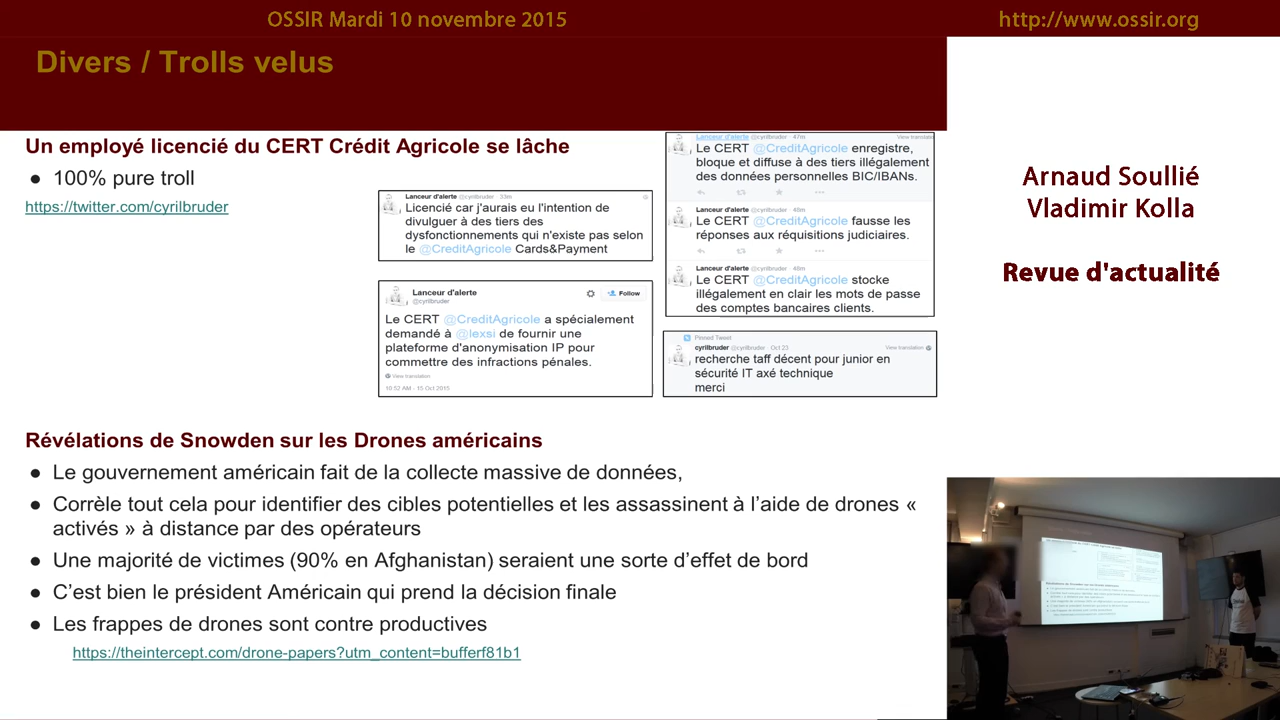 OSSIR Mardi 10 novembre 2015
http://www.ossir.org
Divers / Trolls velus
Un employé licencié du CERT Crédit Agricole se lâche
● 100% pure troll
https://twitter.com/cyrilbruder
Lanceur d'alerte @cyrilbruder · 33m
Licencié car j'aurais eu l'intention de
divulguer à des tiers des
dysfonctionnements qui n'existe pas selon
le @CreditAgricole Cards&Payment
Lanceur d'alerte
@cyrilbruder
Follow
Le CERT @CreditAgricole a spécialement
demandé à @lexsi de fournir une
plateforme d'anonymisation IP pour
commettre des infractions pénales.
View translation
10:52 AM - 15 Oct 2015
Lanceur d'alerte @cyrilbruder · 47m
View translation
Le CERT @CreditAgricole enregistre,
bloque et diffuse à des tiers illégalement
des données personnelles BIC/IBANs.
Lanceur d'alerte @cyrilbruder · 48m
Le CERT @CreditAgricole fausse les
réponses aux réquisitions judiciaires.
Lanceur d'alerte @cyrilbruder · 48m
Le CERT @CreditAgricole stocke
illégalement en clair les mots de passe
des comptes bancaires clients.
Pinned Tweet
cyrilbruder @cyrilbruder · Oct 23
View translation
recherche taff décent pour junior en
sécurité IT axé technique
merci
Révélations de Snowden sur les Drones américains
● Le gouvernement américain fait de la collecte massive de données,
● Corrèle tout cela pour identifier des cibles potentielles et les assassinent à l'aide de drones «
activés » à distance par des opérateurs
● Une majorité de victimes (90% en Afghanistan) seraient une sorte d'effet de bord
● C'est bien le président Américain qui prend la décision finale
● Les frappes de drones sont contre productives
https://theintercept.com/drone-papers?utm_content=bufferf81b1
Arnaud Soullié
Vladimir Kolla
Revue d'actualité